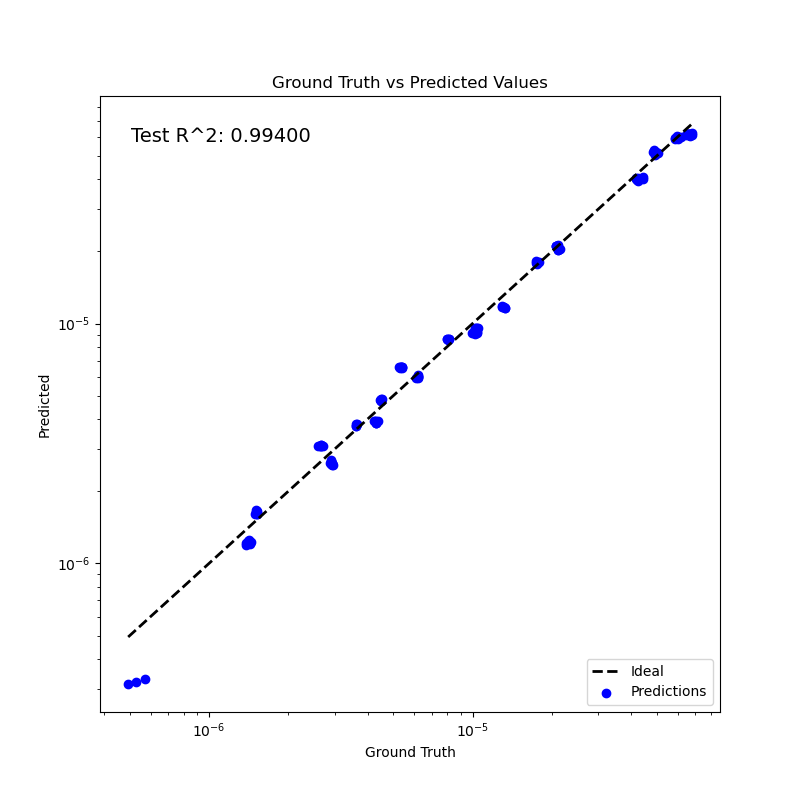 Ground Truth vs Predicted Values
Test R^2: 0.99400
Predicted
10⁻⁵
10⁻⁶
10⁻⁶
10⁻⁵
Ground Truth
Ideal
Predictions